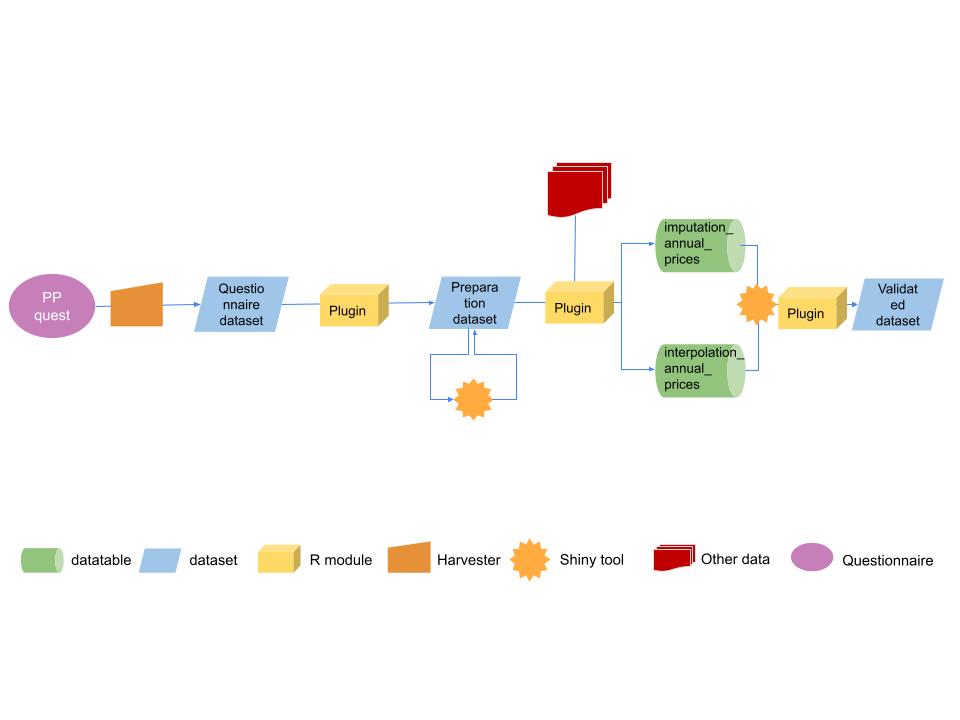 PP
quest
Questio
nnaire
dataset
Plugin
Prepara
tion
dataset
Plugin
imputation_
annual_
prices
interpolation_
annual_
prices
Plugin
Validat
ed
dataset
datatable
dataset
R module
Harvester
Shiny tool
Other data
Questionnaire